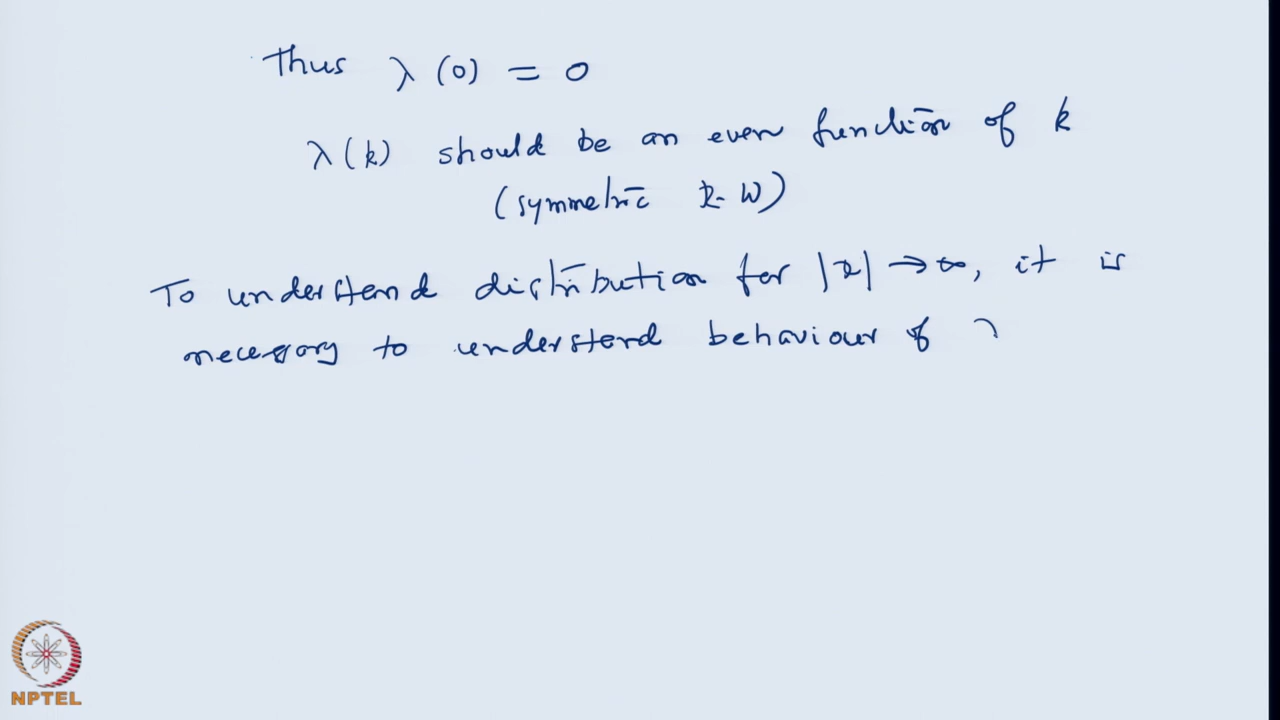 Thus λ(0) = 0
λ(k) should be an even function of k
(symmetric R.W)
To understand distribution for |x| → ∞, it is
necessary to understand behaviour of
NPTEL